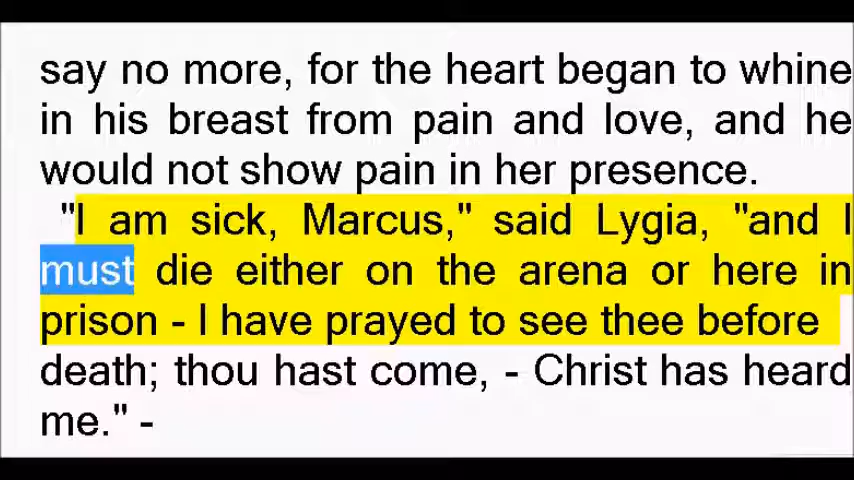 say no more, for the heart began to whine
in his breast from pain and love, and he
would not show pain in her presence.
"I am sick, Marcus," said Lygia, "and I
must die either on the arena or here in
prison - I have prayed to see thee before
death; thou hast come, - Christ has heard
me." -